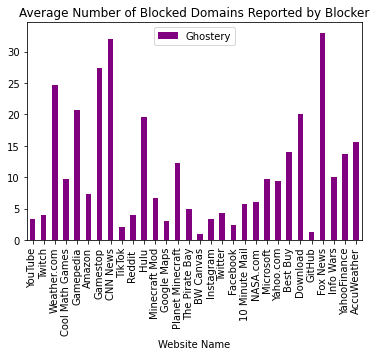 Average Number of Blocked Domains Reported by Blocker
Ghostery
30
25
20
15
10
5
0
YouTube
Twitch
Weather.com
Cool Math Games
Gamepedia
Amazon
Gamestop
CNN News
TikTok
Reddit
Hulu
Minecraft Mod
Google Maps
Planet Minecraft
The Pirate Bay
BW Canvas
Instagram
Twitter
Facebook
10 Minute Mail
NASA.com
Microsoft
Yahoo.com
Best Buy
Download
GitHub
Fox News
Info Wars
YahooFinance
AccuWeather
Website Name